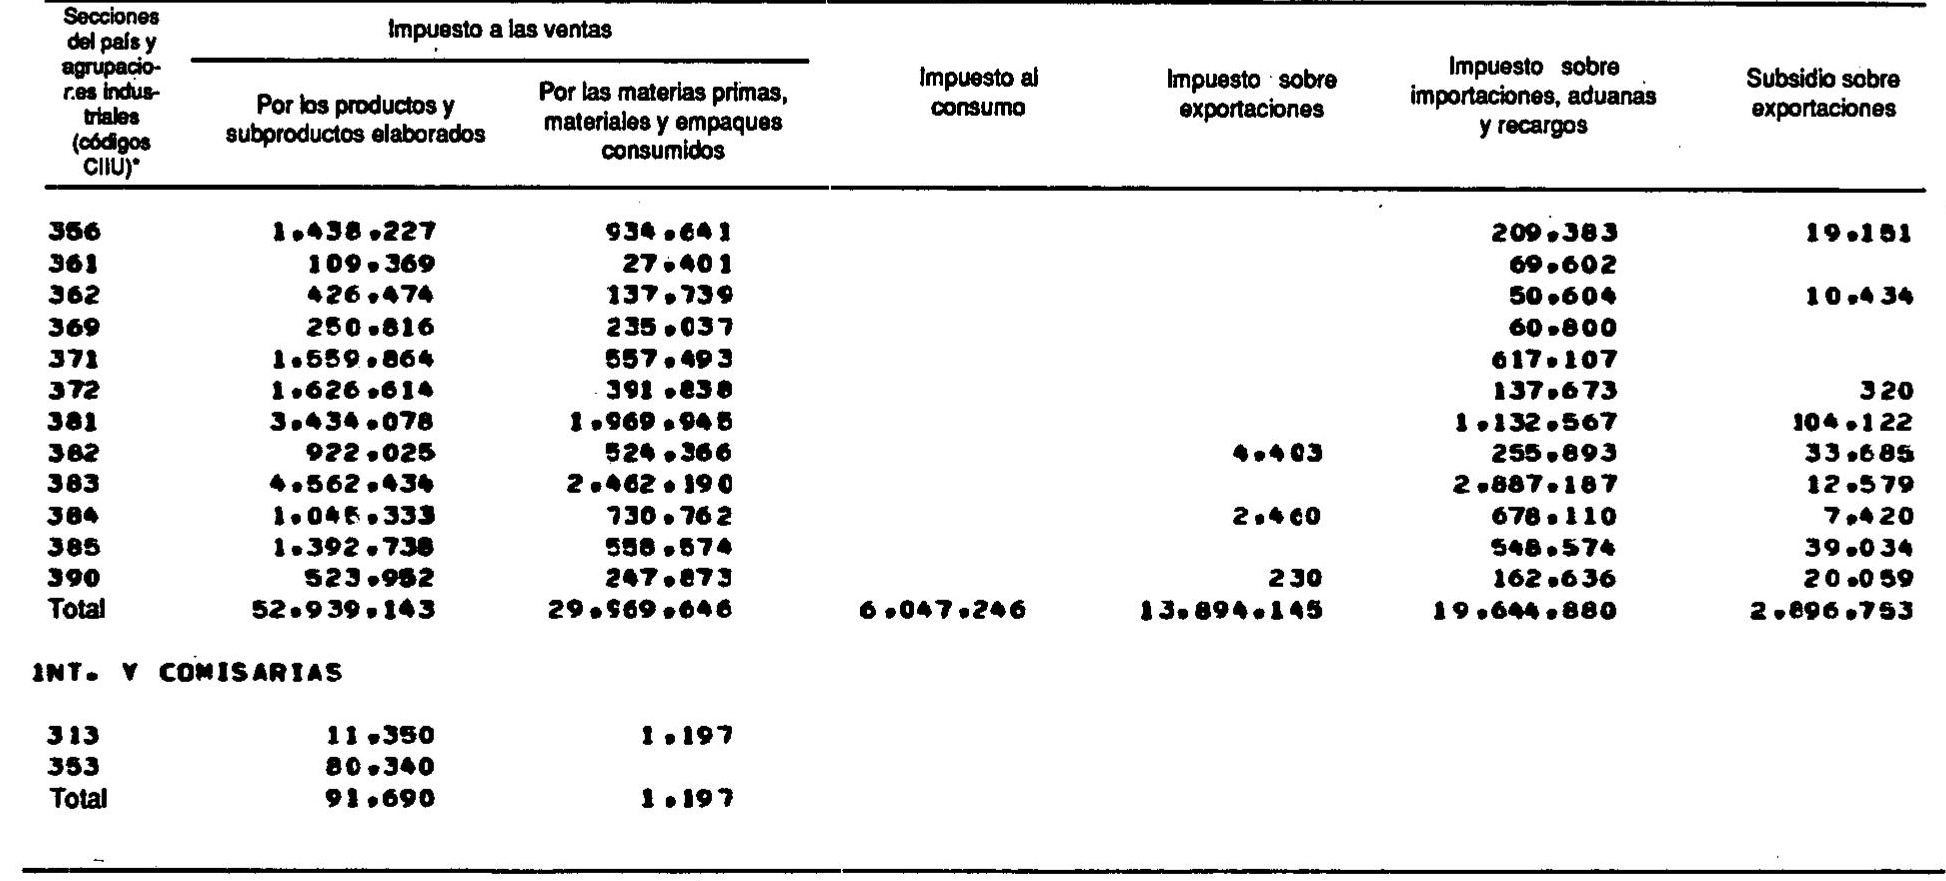 Secciones
del país y
agrupacio-
r.es indus-
triales
(códigos
CIIU)*
Impuesto a las ventas
Por los productos y
subproductos elaborados
Por las materias primas,
materiales y empaques
consumidos
Impuesto al
consumo
Impuesto sobre
exportaciones
Impuesto sobre
importaciones, aduanas
y recargos
Subsidio sobre
exportaciones
356 1.438.227 934.641 209.383 19.151
361 109.369 27.401 69.602
362 426.474 137.739 50.604 10.434
369 250.816 235.037 60.800
371 1.559.864 557.493 617.107
372 1.626.614 391.838 137.673 320
381 3.434.078 1.969.945 1.132.567 104.122
382 922.025 524.366 4.403 255.893 33.685
383 4.562.434 2.462.190 2.887.187 12.579
384 730.762 2.460 678.110 7.420
385 1.392.738 558.574 548.574 39.034
390 523.952 247.873 230 162.636 20.059
Total 52.939.143 29.969.646 6.047.246 13.894.145 19.644.880 2.896.753
INT. Y COMISARIAS
313 11.350 1.197
353 80.340
Total 91.690 1.197